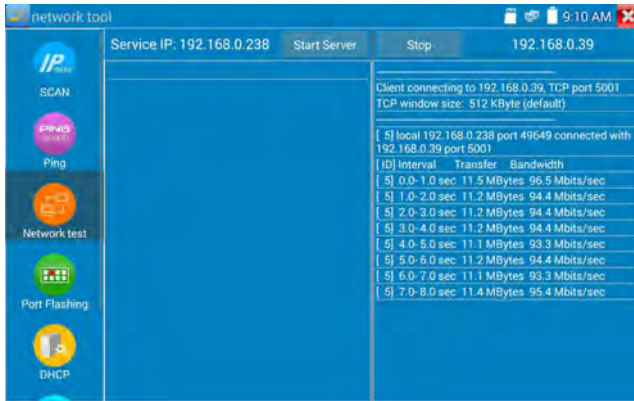 network tool
9:10 AM
Service IP: 192.168.0.238
Start Server
Stop
192.168.0.39
IP
SCAN
PING
Ping
Network test
Port Flashing
DHCP
Client connecting to 192.168.0.39, TCP port 5001
TCP window size: 512 KByte (default)
[ 5] local 192.168.0.238 port 49649 connected with
192.168.0.39 port 5001
[ID] Interval Transfer Bandwidth
[ 5] 0.0- 1.0 sec 11.5 MBytes 96.5 Mbits/sec
[ 5] 1.0-2.0 sec 11.2 MBytes 94.4 Mbits/sec
[ 5] 2.0- 3.0 sec 11.2 MBytes 94.4 Mbits/sec
[ 5] 3.0- 4.0 sec 11.2 MBytes 94.4 Mbits/sec
[ 5] 4.0- 5.0 sec 11.1 MBytes 93.3 Mbits/sec
[ 5] 5.0- 6.0 sec 11.2 MBytes 94.4 Mbits/sec
[ 5] 6.0- 7.0 sec 11.1 MBytes 93.3 Mbits/sec
[ 5] 7.0- 8.0 sec 11.4 MBytes 95.4 Mbits/sec